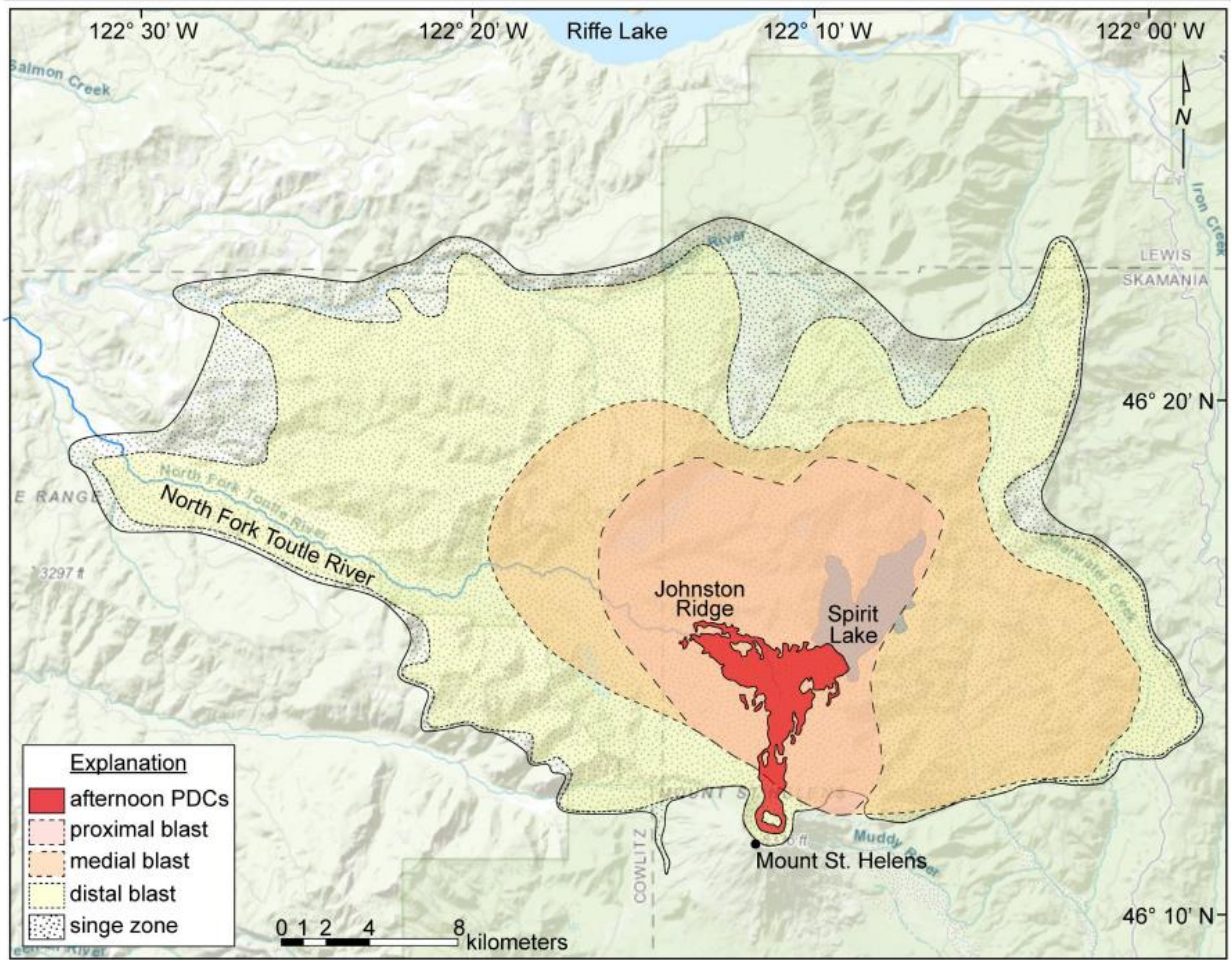 122° 30' W
122° 20' W
Riffe Lake
122° 10' W
122° 00' W
Salmon Creek
N
Iron Creek
River
LEWIS
SKAMANIA
46° 20' N
E RANGE
North Fork Toutle River
North Fork Toutle River
3297 ft
Clearwater Creek
Johnston
Ridge
Spirit
Lake
Explanation
afternoon PDCs
proximal blast
medial blast
distal blast
singe zone
MOUNT S
COWLITZ
ft
Muddy River
Mount St. Helens
46° 10' N
0 1 2 4 8
kilometers
River